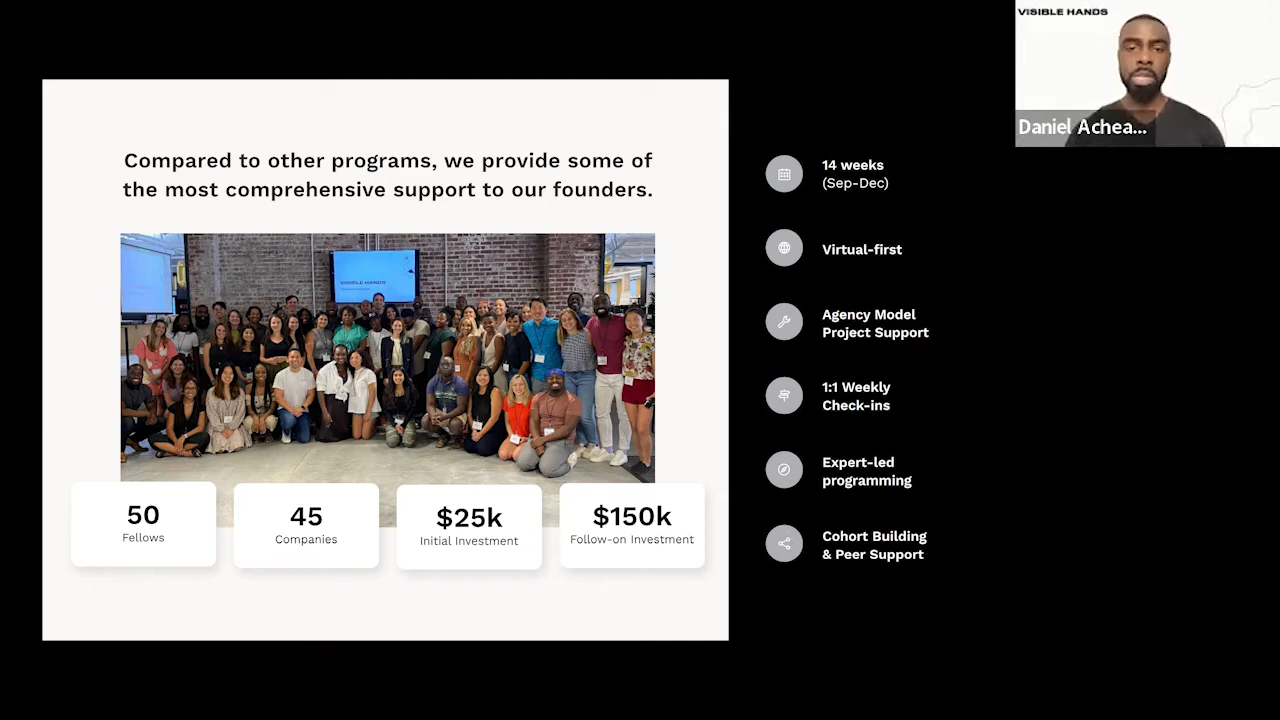 VISIBLE HANDS
Daniel Achea...
Compared to other programs, we provide some of
the most comprehensive support to our founders.
VISIBLE HANDS
50
Fellows
45
Companies
$25k
Initial Investment
$150k
Follow-on Investment
14 weeks
(Sep-Dec)
Virtual-first
Agency Model
Project Support
1:1 Weekly
Check-ins
Expert-led
programming
Cohort Building
& Peer Support